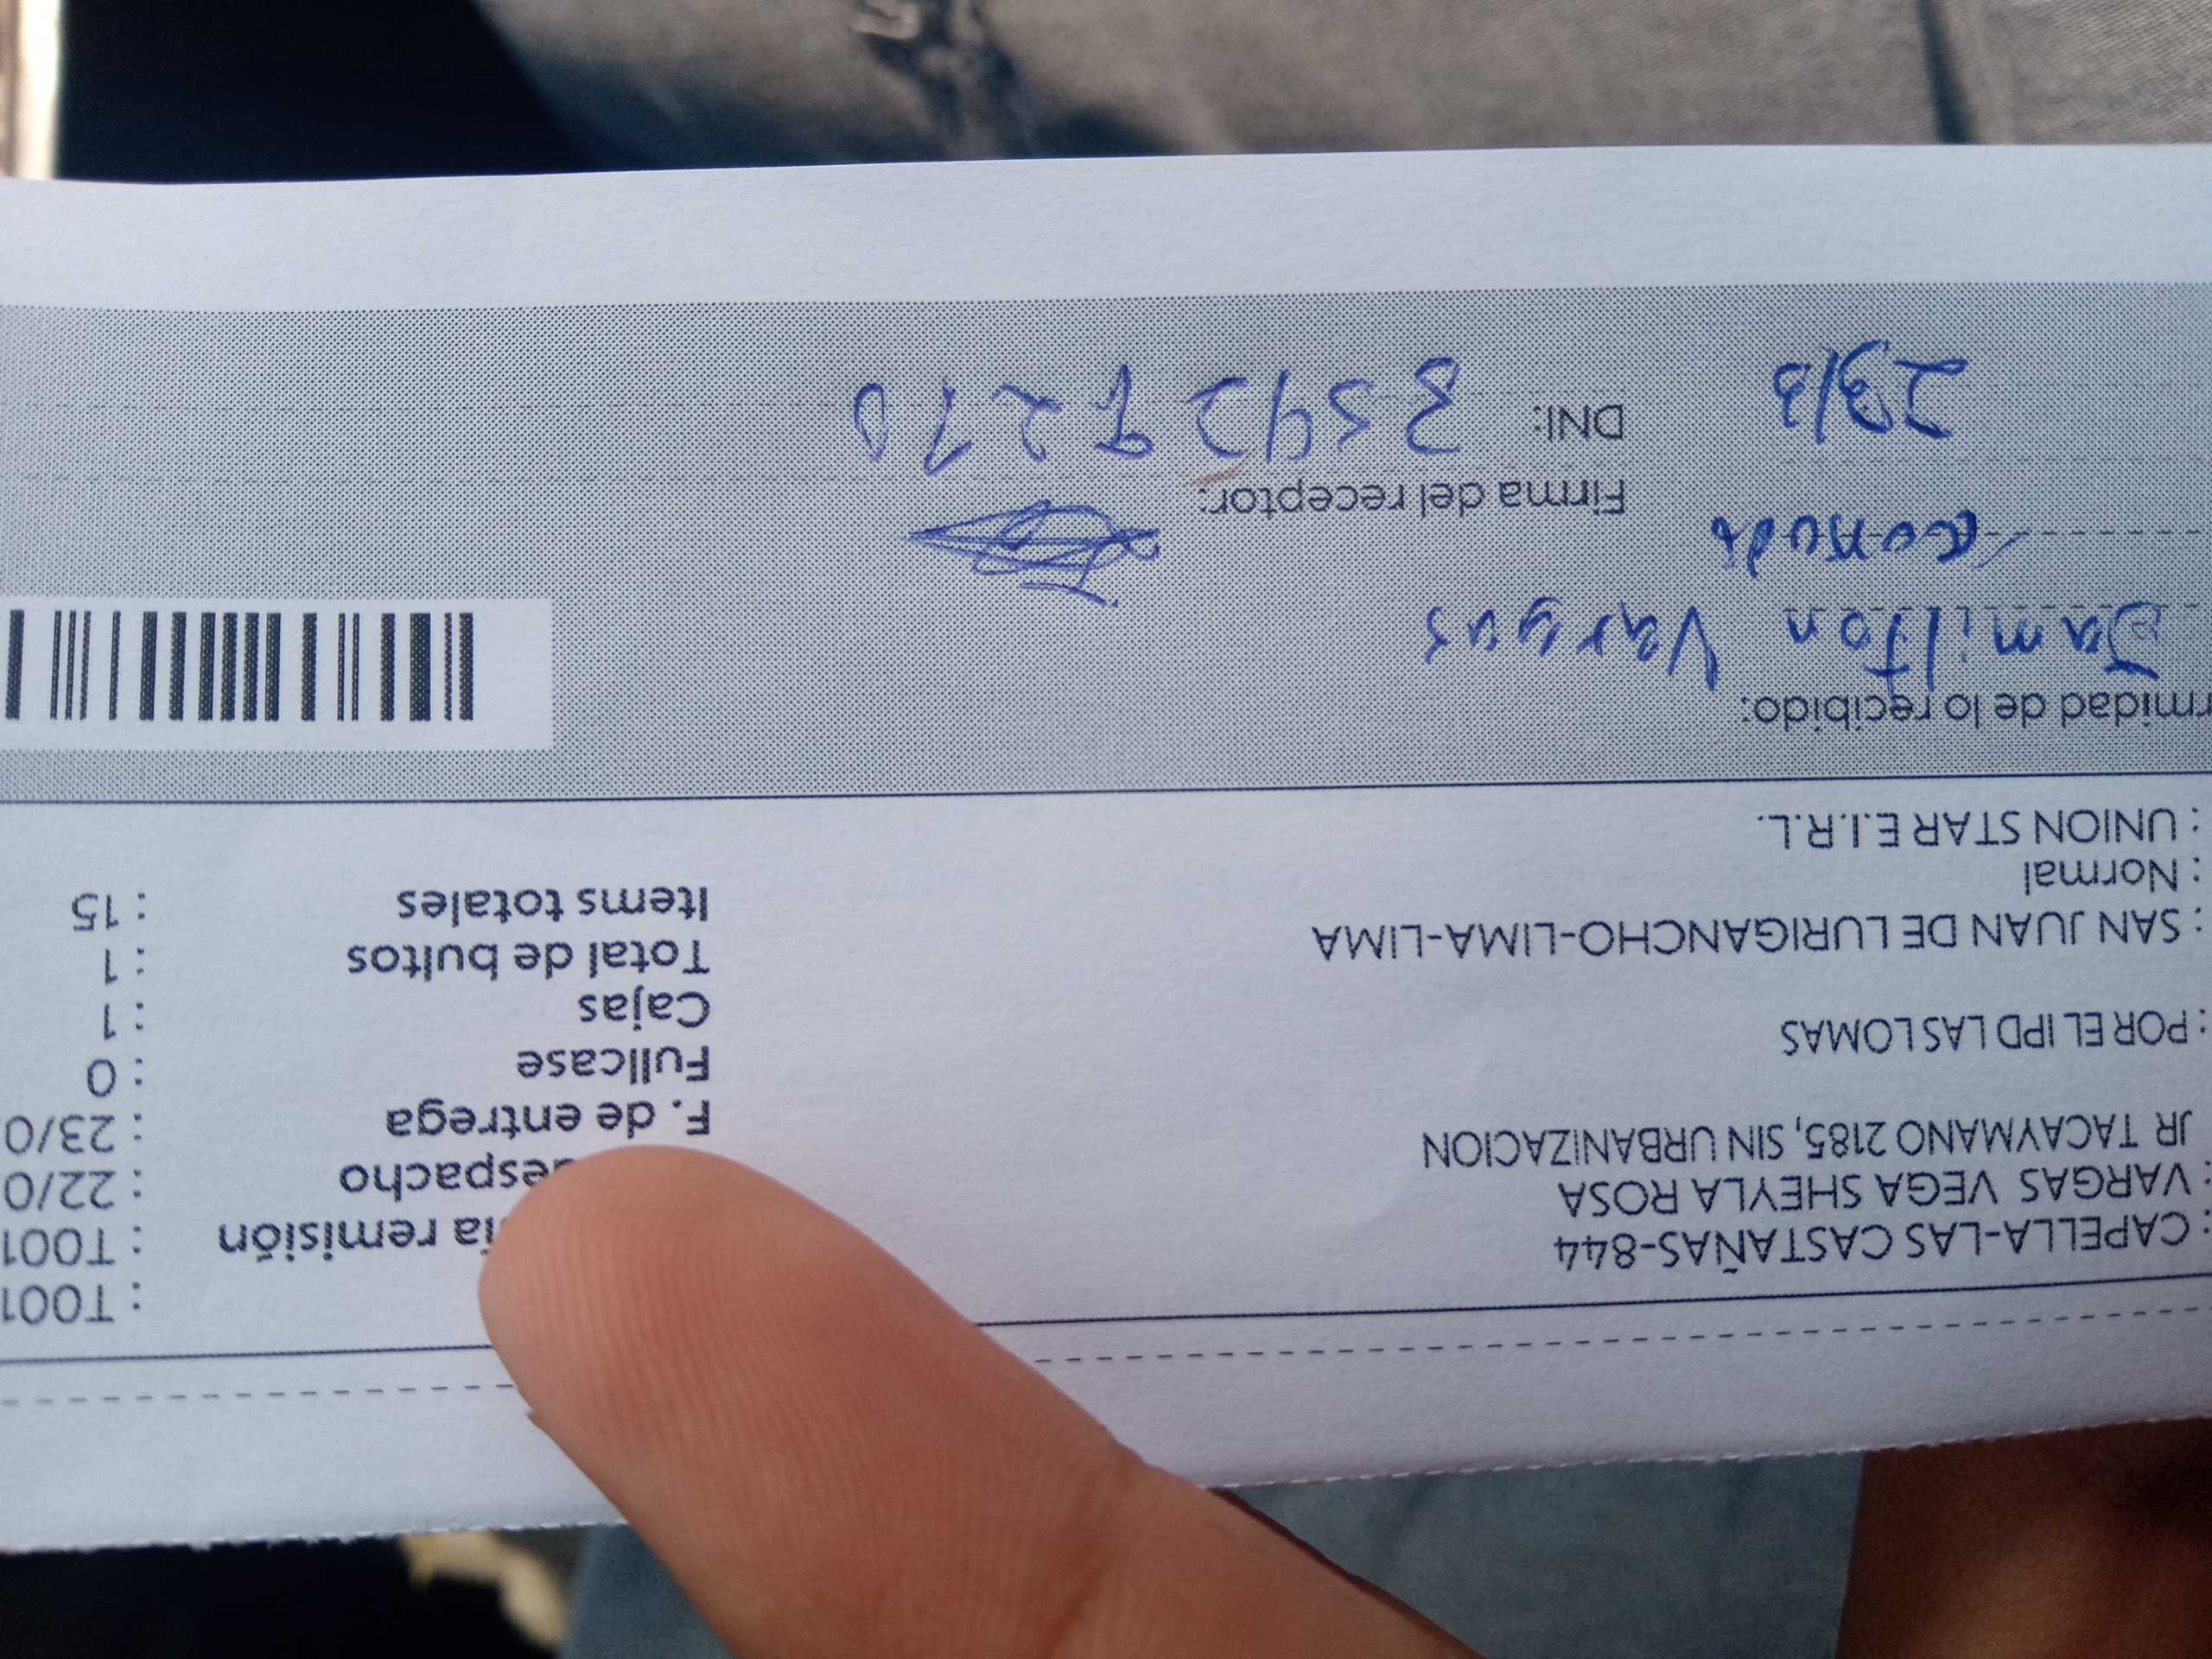 : T001
: CAPELLA-LAS CASTAÑAS-844
ía remisión : T001
: VARGAS VEGA SHEYLA ROSA
espacho : 22/0
JR TACAYMANO 2185, SIN URBANIZACION
F. de entrega : 23/0
Fullcase : 0
: POR EL IPD LAS LOMAS
Cajas : 1
: SAN JUAN DE LURIGANCHO-LIMA-LIMA
Total de bultos : 1
: Normal
Items totales : 15
: UNION STAR E.I.R.L.
rmidad de lo recibido:
Jamilton Vargas
Firma del receptor:
23/3
DNI: